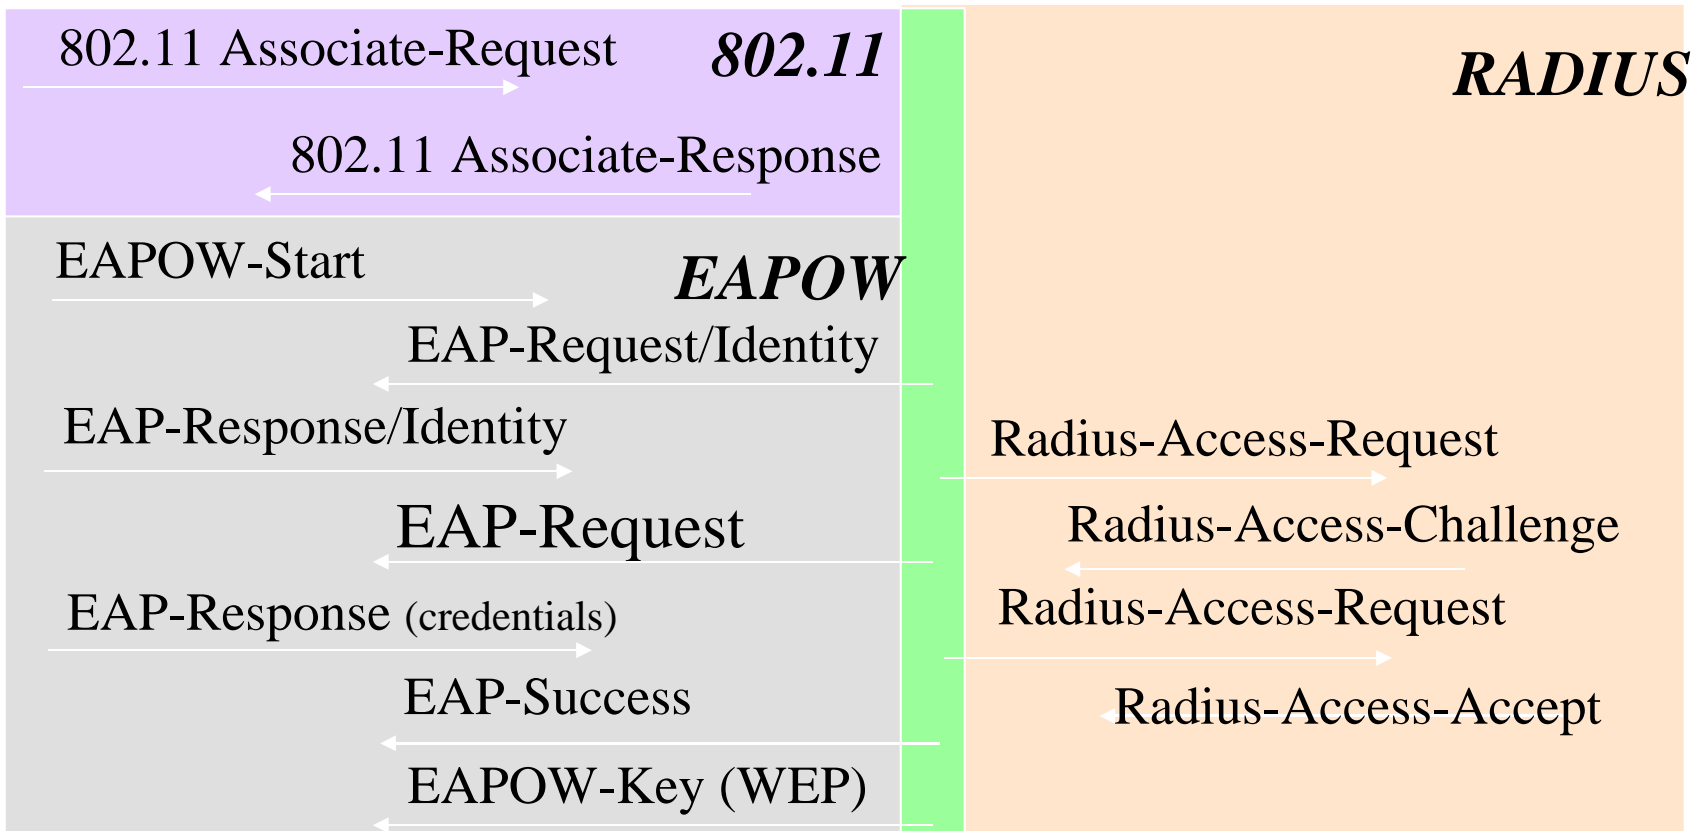 802.11 Associate-Request
802.11
RADIUS
802.11 Associate-Response
EAPOW-Start
EAPOW
EAP-Request/Identity
EAP-Response/Identity
Radius-Access-Request
EAP-Request
Radius-Access-Challenge
EAP-Response (credentials)
Radius-Access-Request
EAP-Success
Radius-Access-Accept
EAPOW-Key (WEP)